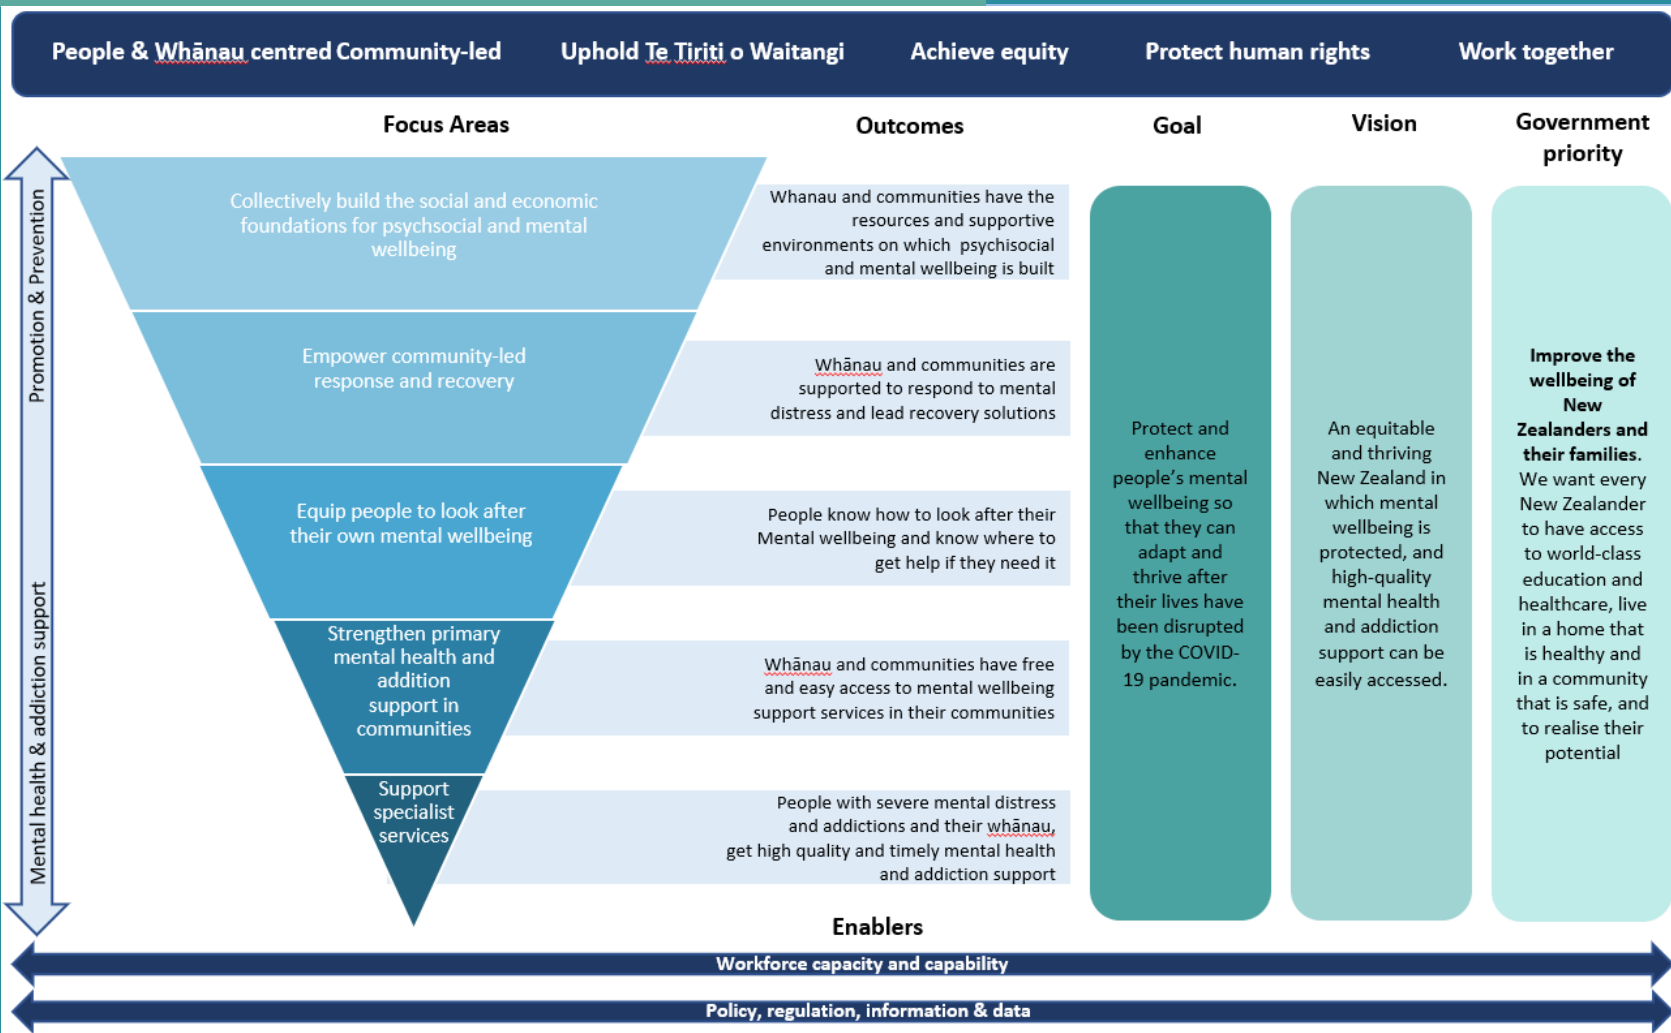 People & Whānau centred Community-led
Uphold Te Tiriti o Waitangi
Achieve equity
Protect human rights
Work together
Focus Areas
Outcomes
Goal
Vision
Government
priority
Promotion & Prevention
Mental health & addiction support
Collectively build the social and economic
foundations for psychsocial and mental
wellbeing
Whanau and communities have the
resources and supportive
environments on which psychisocial
and mental wellbeing is built
Empower community-led
response and recovery
Whānau and communities are
supported to respond to mental
distress and lead recovery solutions
Equip people to look after
their own mental wellbeing
People know how to look after their
Mental wellbeing and know where to
get help if they need it
Strengthen primary
mental health and
addition
support in
communities
Whānau and communities have free
and easy access to mental wellbeing
support services in their communities
Support
specialist
services
People with severe mental distress
and addictions and their whānau,
get high quality and timely mental health
and addiction support
Protect and
enhance
people's mental
wellbeing so
that they can
adapt and
thrive after
their lives have
been disrupted
by the COVID-
19 pandemic.
An equitable
and thriving
New Zealand in
which mental
wellbeing is
protected, and
high-quality
mental health
and addiction
support can be
easily accessed.
Improve the
wellbeing of
New
Zealanders and
their families.
We want every
New Zealander
to have access
to world-class
education and
healthcare, live
in a home that
is healthy and
in a community
that is safe, and
to realise their
potential
Enablers
Workforce capacity and capability
Policy, regulation, information & data